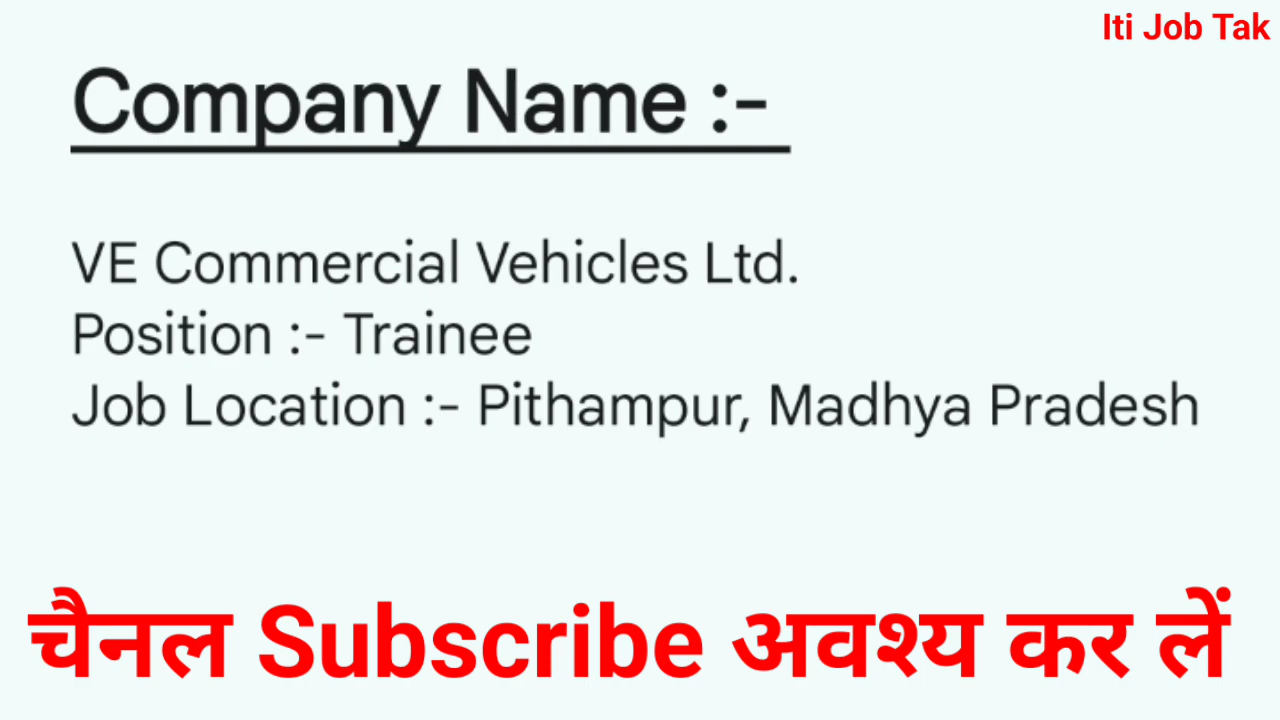 Iti Job Tak
Company Name :-
VE Commercial Vehicles Ltd.
Position :- Trainee
Job Location :- Pithampur, Madhya Pradesh
चैनल Subscribe अवश्य कर लें